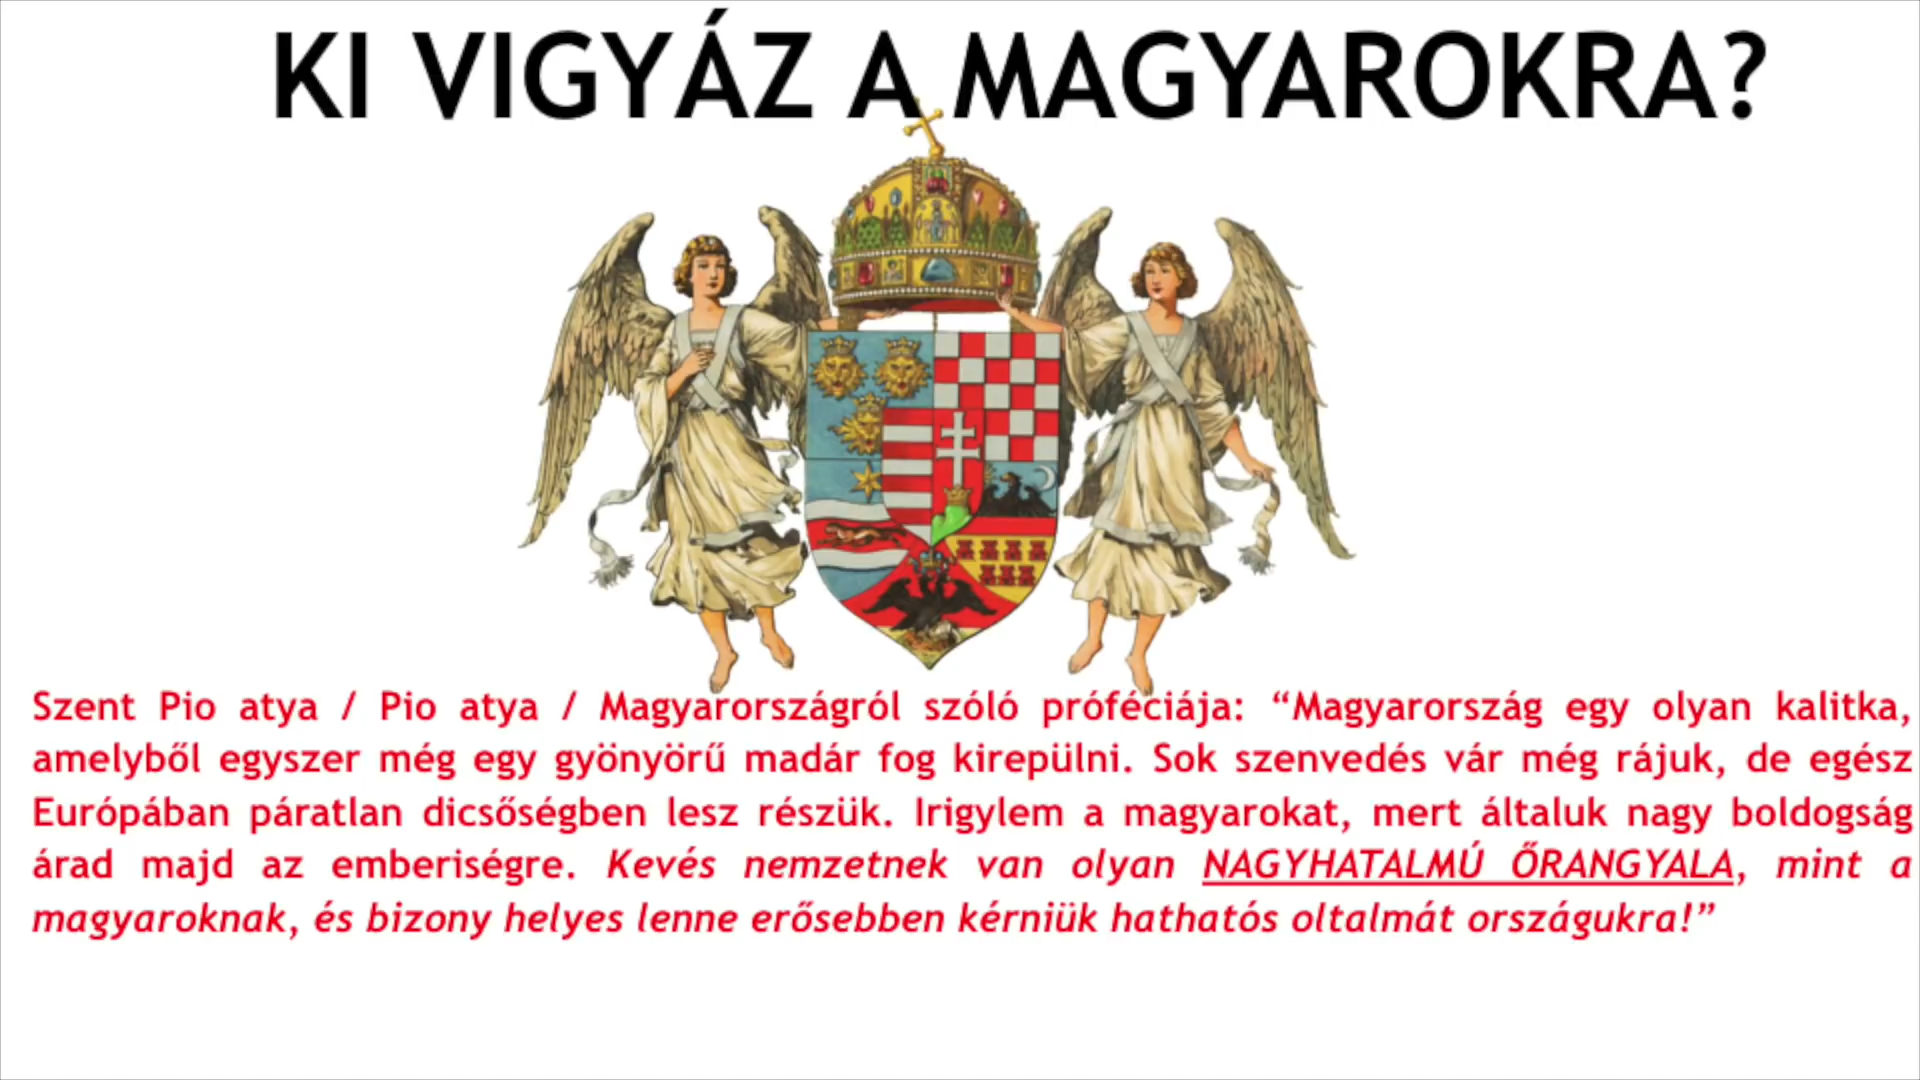 KI VIGYÁZ A MAGYAROKRA?
Szent Pio atya / Pio atya / Magyarországról szóló próféciája: “Magyarország egy olyan kalitka,
amelyből egyszer még egy gyönyörű madár fog kirepülni. Sok szenvedés vár még rájuk, de egész
Európában páratlan dicsőségben lesz részük. Irigylem a magyarokat, mert általuk nagy boldogság
árad majd az emberiségre. Kevés nemzetnek van olyan NAGYHATALMÚ ŐRANGYALA, mint a
magyaroknak, és bizony helyes lenne erősebben kérniük hathatós oltalmát országukra!”